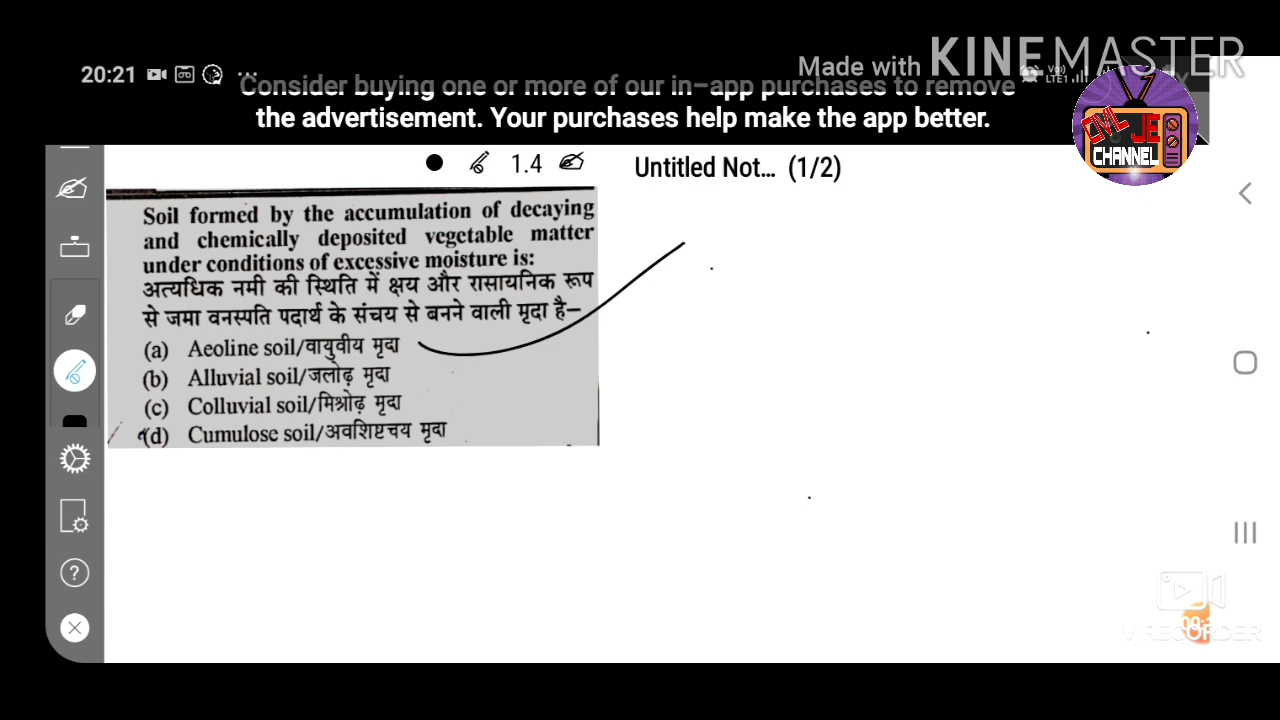 Made with KINEMASTER
20:21
Consider buying one or more of our in-app purchases to remove
the advertisement. Your purchases help make the app better.
CIVIL JE
CHANNEL
1.4
Untitled Not... (1/2)
Soil formed by the accumulation of decaying
and chemically deposited vegetable matter
under conditions of excessive moisture is:
अत्यधिक नमी की स्थिति में क्षय और रासायनिक रूप
से जमा वनस्पति पदार्थ के संचय से बनने वाली मृदा है–
(a) Aeoline soil/वायुवीय मृदा
(b) Alluvial soil/जलोढ़ मृदा
(c) Colluvial soil/मिश्रोढ़ मृदा
(d) Cumulose soil/अवशिष्टचय मृदा
V RECORDER